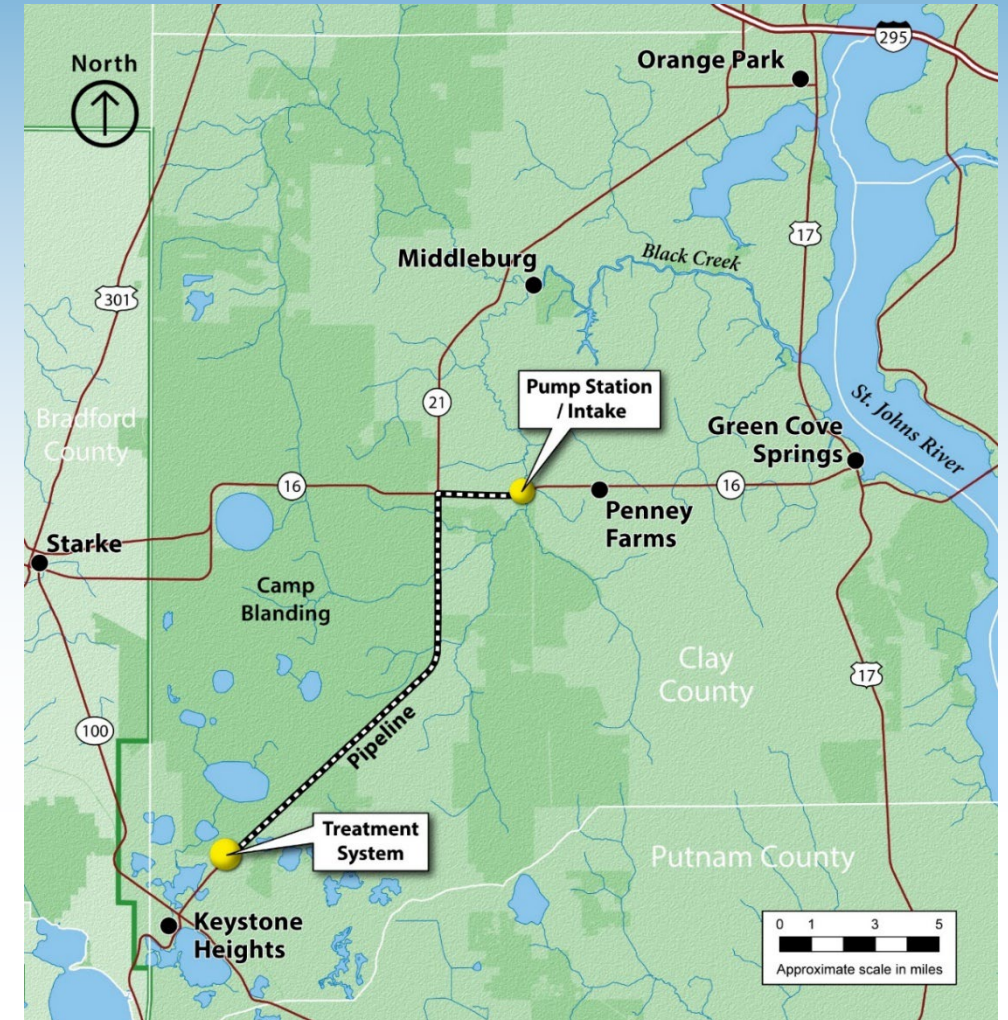 295
Orange Park
North
17
Black Creek
Middleburg
301
Pump Station
/ Intake
21
St. Johns River
Bradford
County
Green Cove
Springs
16
16
Penney
Farms
Starke
Camp
Blanding
Clay
County
17
100
Pipeline
Treatment
System
Putnam County
Keystone
Heights
0 1 3 5
Approximate scale in miles